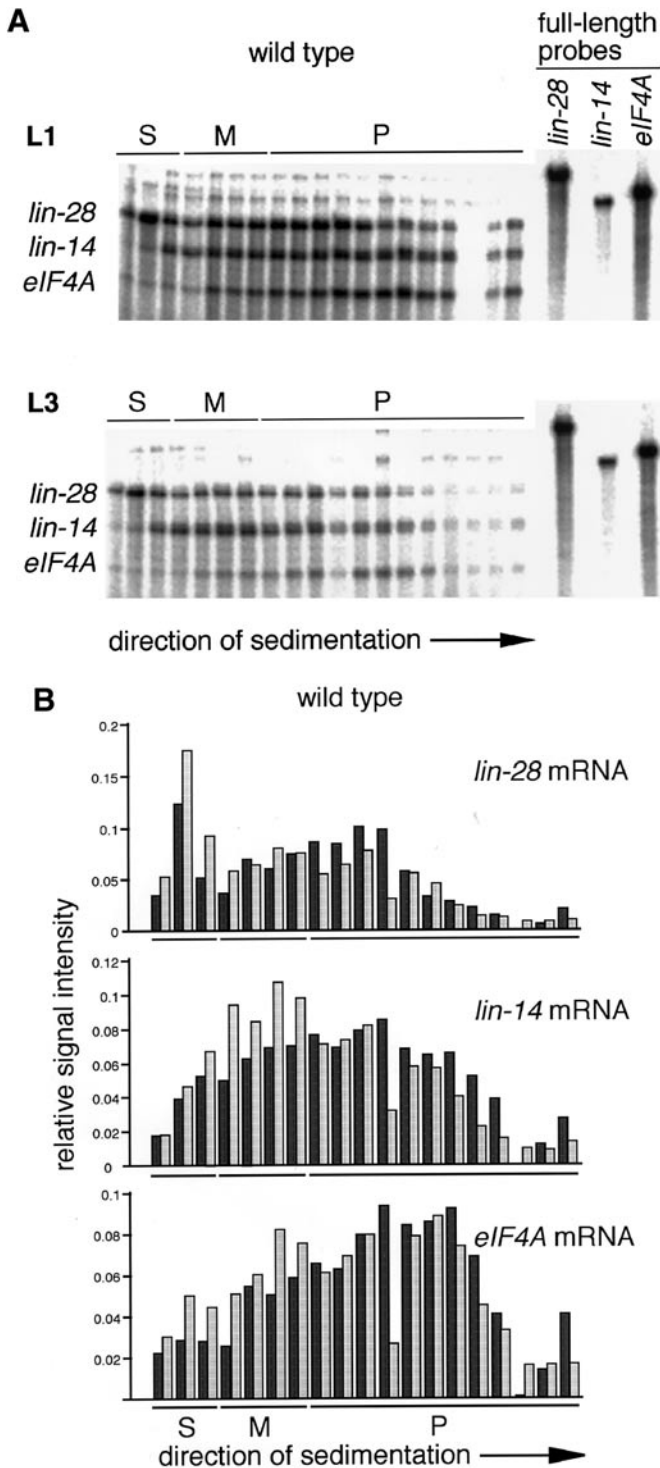 A
wild type
full-length
probes
lin-28
lin-14
eIF4A
L1
S
M
P
lin-28
lin-14
eIF4A
L3
S
M
P
lin-28
lin-14
eIF4A
direction of sedimentation
B
wild type
relative signal intensity
0.2
0.15
0.1
0.05
0
lin-28 mRNA
0.12
0.1
0.08
0.06
0.04
0.02
0
lin-14 mRNA
0.1
0.08
0.06
0.04
0.02
eIF4A mRNA
S
M
P
direction of sedimentation